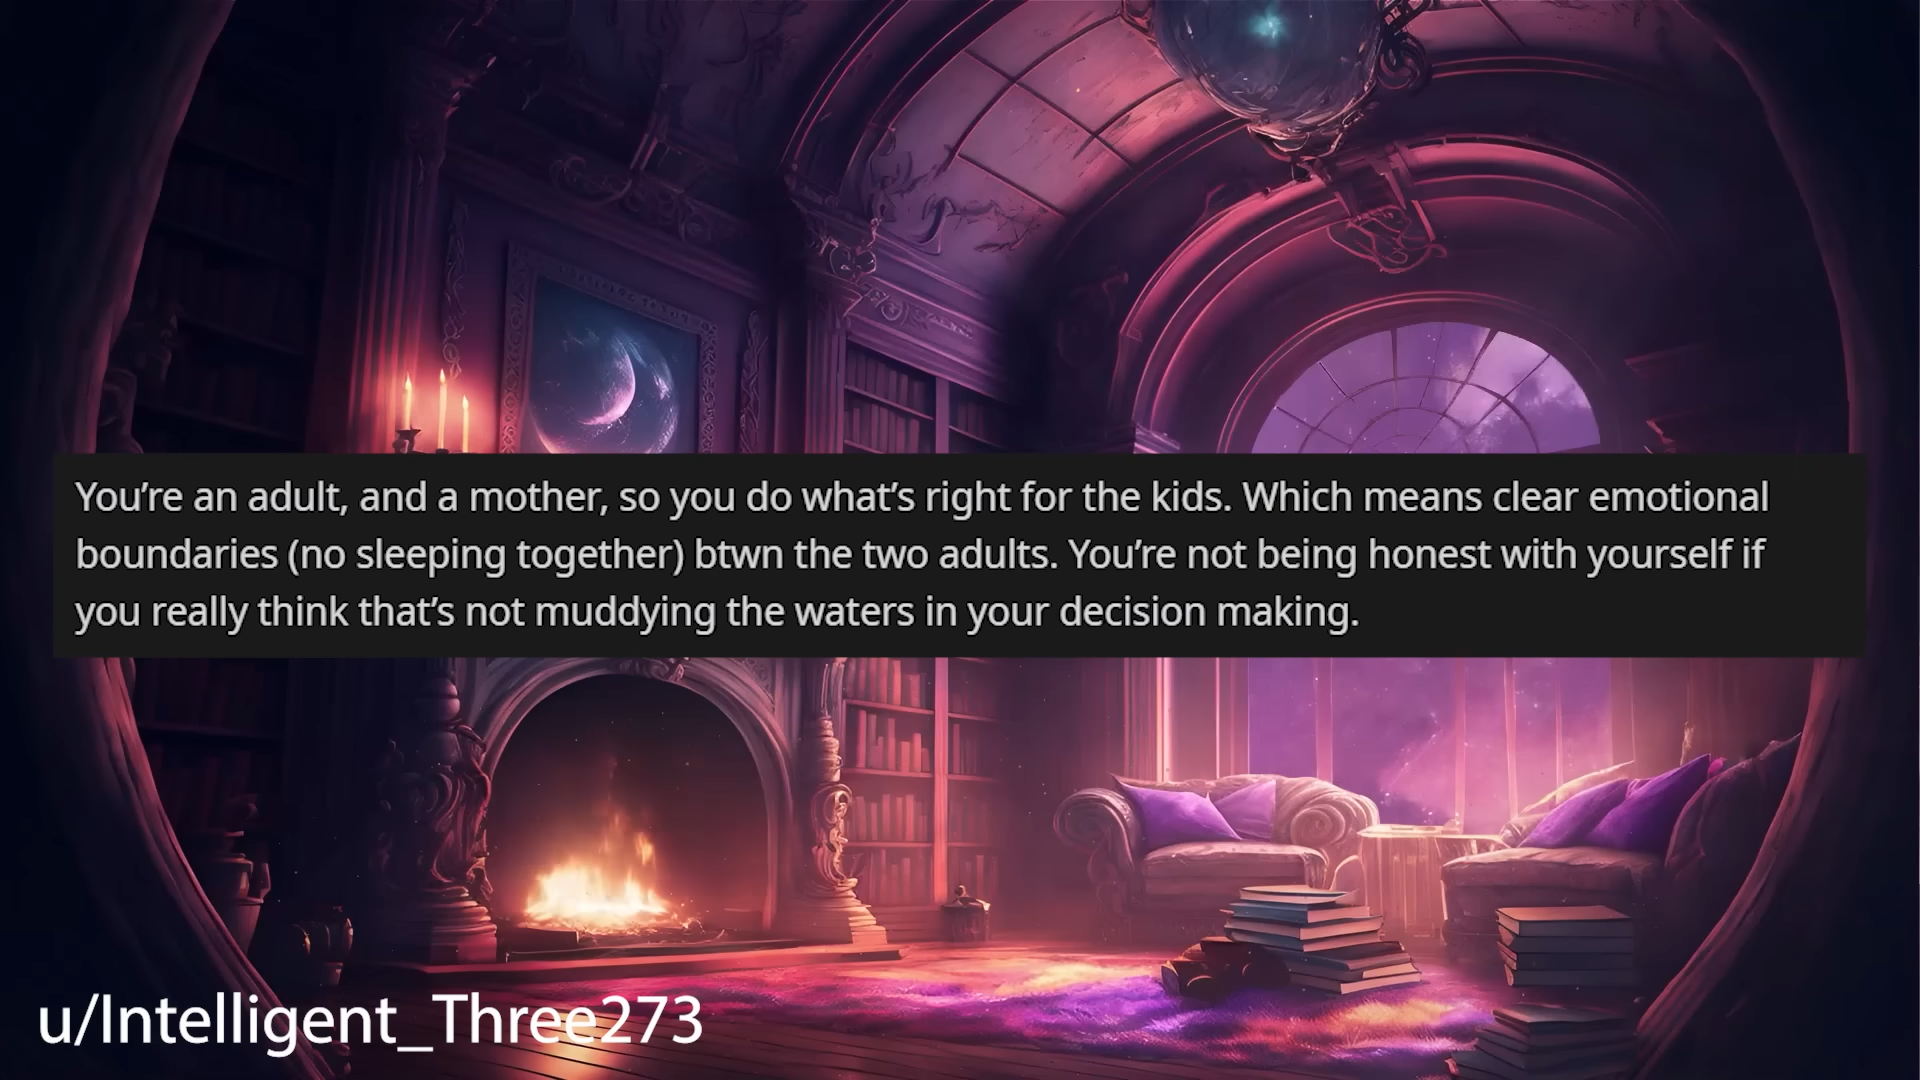 You’re an adult, and a mother, so you do what’s right for the kids. Which means clear emotional
boundaries (no sleeping together) btwn the two adults. You’re not being honest with yourself if
you really think that’s not muddying the waters in your decision making.
u/Intelligent_Three273